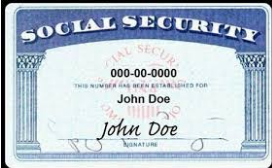 SOCIAL SECURITY
000-00-0000
THIS NUMBER HAS BEEN ESTABLISHED FOR
John Doe
John Doe
SIGNATURE